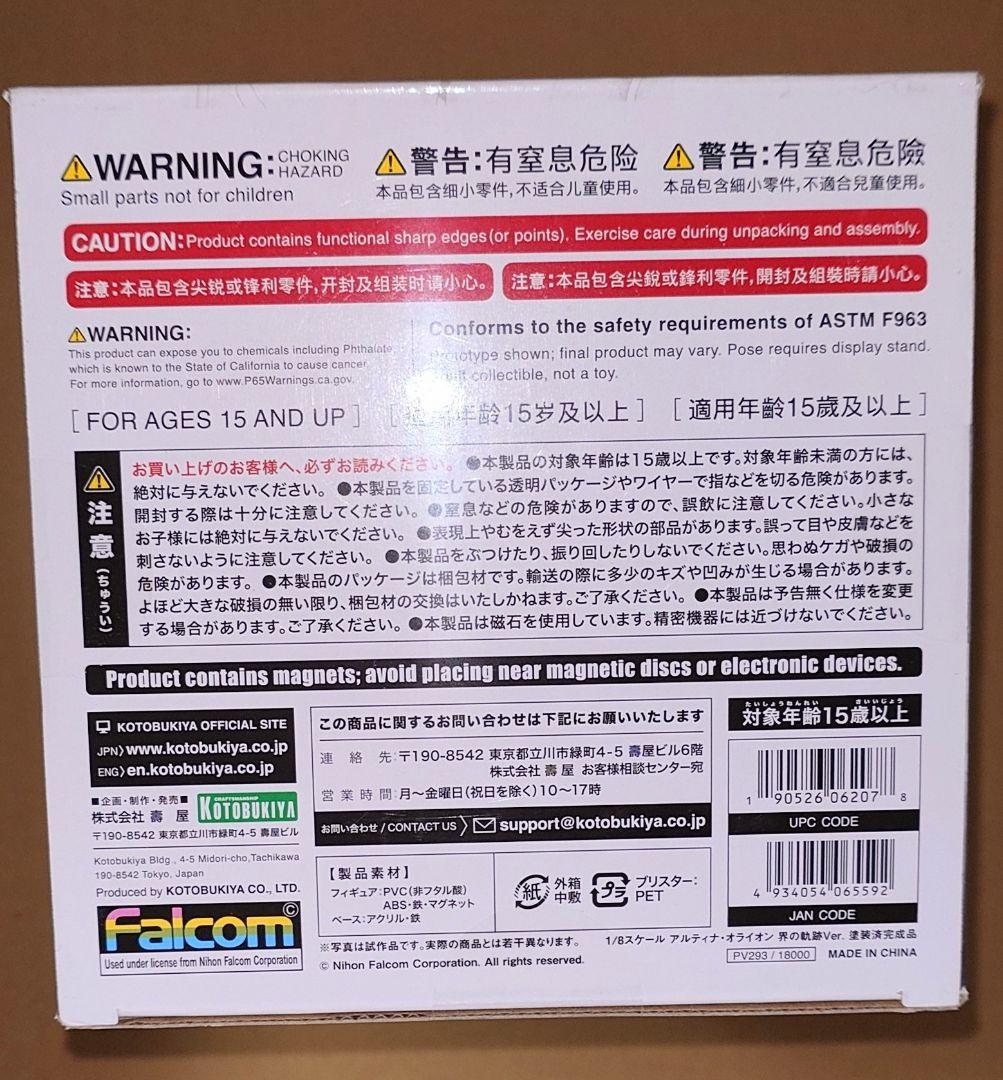 ⚠WARNING: CHOKING HAZARD
Small parts not for children
⚠警告:有窒息危险
本品包含细小零件,不适合儿童使用。
⚠警告:有窒息危險
本品包含細小零件,不適合兒童使用。
CAUTION:Product contains functional sharp edges(or points). Exercise care during unpacking and assembly.
注意:本品包含尖锐或锋利零件,开封及组装时请小心。
注意:本品包含尖銳或鋒利零件,開封及組裝時請小心。
⚠WARNING:
This product can expose you to chemicals including Phthalate,
which is known to the State of California to cause cancer.
For more information, go to www.P65Warnings.ca.gov.
Conforms to the safety requirements of ASTM F963
Prototype shown; final product may vary. Pose requires display stand.
collectible, not a toy.
[FOR AGES 15 AND UP]
年龄15岁及以上]
[適用年齡15歲及以上]
⚠注意(ちゅうい)
お買い上げのお客様へ、必ずお読みください。 ●本製品の対象年齢は15歳以上です。対象年齢未満の方には、
絶対に与えないでください。 ●本製品を固定している透明パッケージやワイヤーで指などを切る危険があります。
開封する際は十分に注意してください。 ●窒息などの危険がありますので、誤飲に注意してください。小さな
お子様には絶対に与えないでください。 ●表現上やむをえず尖った形状の部品があります。誤って目や皮膚などを
刺さないように注意してください。 ●本製品をぶつけたり、振り回したりしないでください。思わぬケガや破損の
危険があります。 ●本製品のパッケージは梱包材です。輸送の際に多少のキズや凹みが生じる場合があります。
よほど大きな破損の無い限り、梱包材の交換はいたしかねます。ご了承ください。 ●本製品は予告無く仕様を変更
する場合があります。ご了承ください。 ●本製品は磁石を使用しています。精密機器には近づけないでください。
Product contains magnets; avoid placing near magnetic discs or electronic devices.
KOTOBUKIYA OFFICIAL SITE
JPN〉www.kotobukiya.co.jp
ENG〉en.kotobukiya.co.jp
■企画・制作・発売■
株式会社 壽 屋
CRAFTSMANSHIP
KOTOBUKIYA
〒190-8542 東京都立川市緑町4-5 壽屋ビル
Kotobukiya Bldg., 4-5 Midori-cho,Tachikawa
190-8542 Tokyo, Japan
Produced by KOTOBUKIYA CO., LTD.
Falcom©
Used under license from Nihon Falcom Corporation
この商品に関するお問い合わせは下記にお願いいたします
連絡先:〒190-8542 東京都立川市緑町4-5 壽屋ビル6階
株式会社 壽 屋 お客様相談センター宛
営業時間:月〜金曜日(祝日を除く)10〜17時
お問い合わせ / CONTACT US 〉 support@kotobukiya.co.jp
【製品素材】
フィギュア:PVC(非フタル酸)
ABS・鉄・マグネット
ベース:アクリル・鉄
紙 外箱
中敷
プラ ブリスター:
PET
※写真は試作品です。実際の商品とは若干異なります。
© Nihon Falcom Corporation. All rights reserved.
たいしょうねんれい さいいじょう
対象年齢15歳以上
1 90526 06207 8
UPC CODE
4 934054 065592
JAN CODE
1/8スケール アルティナ・オライオン 界の軌跡Ver. 塗装済完成品
PV293 / 18000 MADE IN CHINA